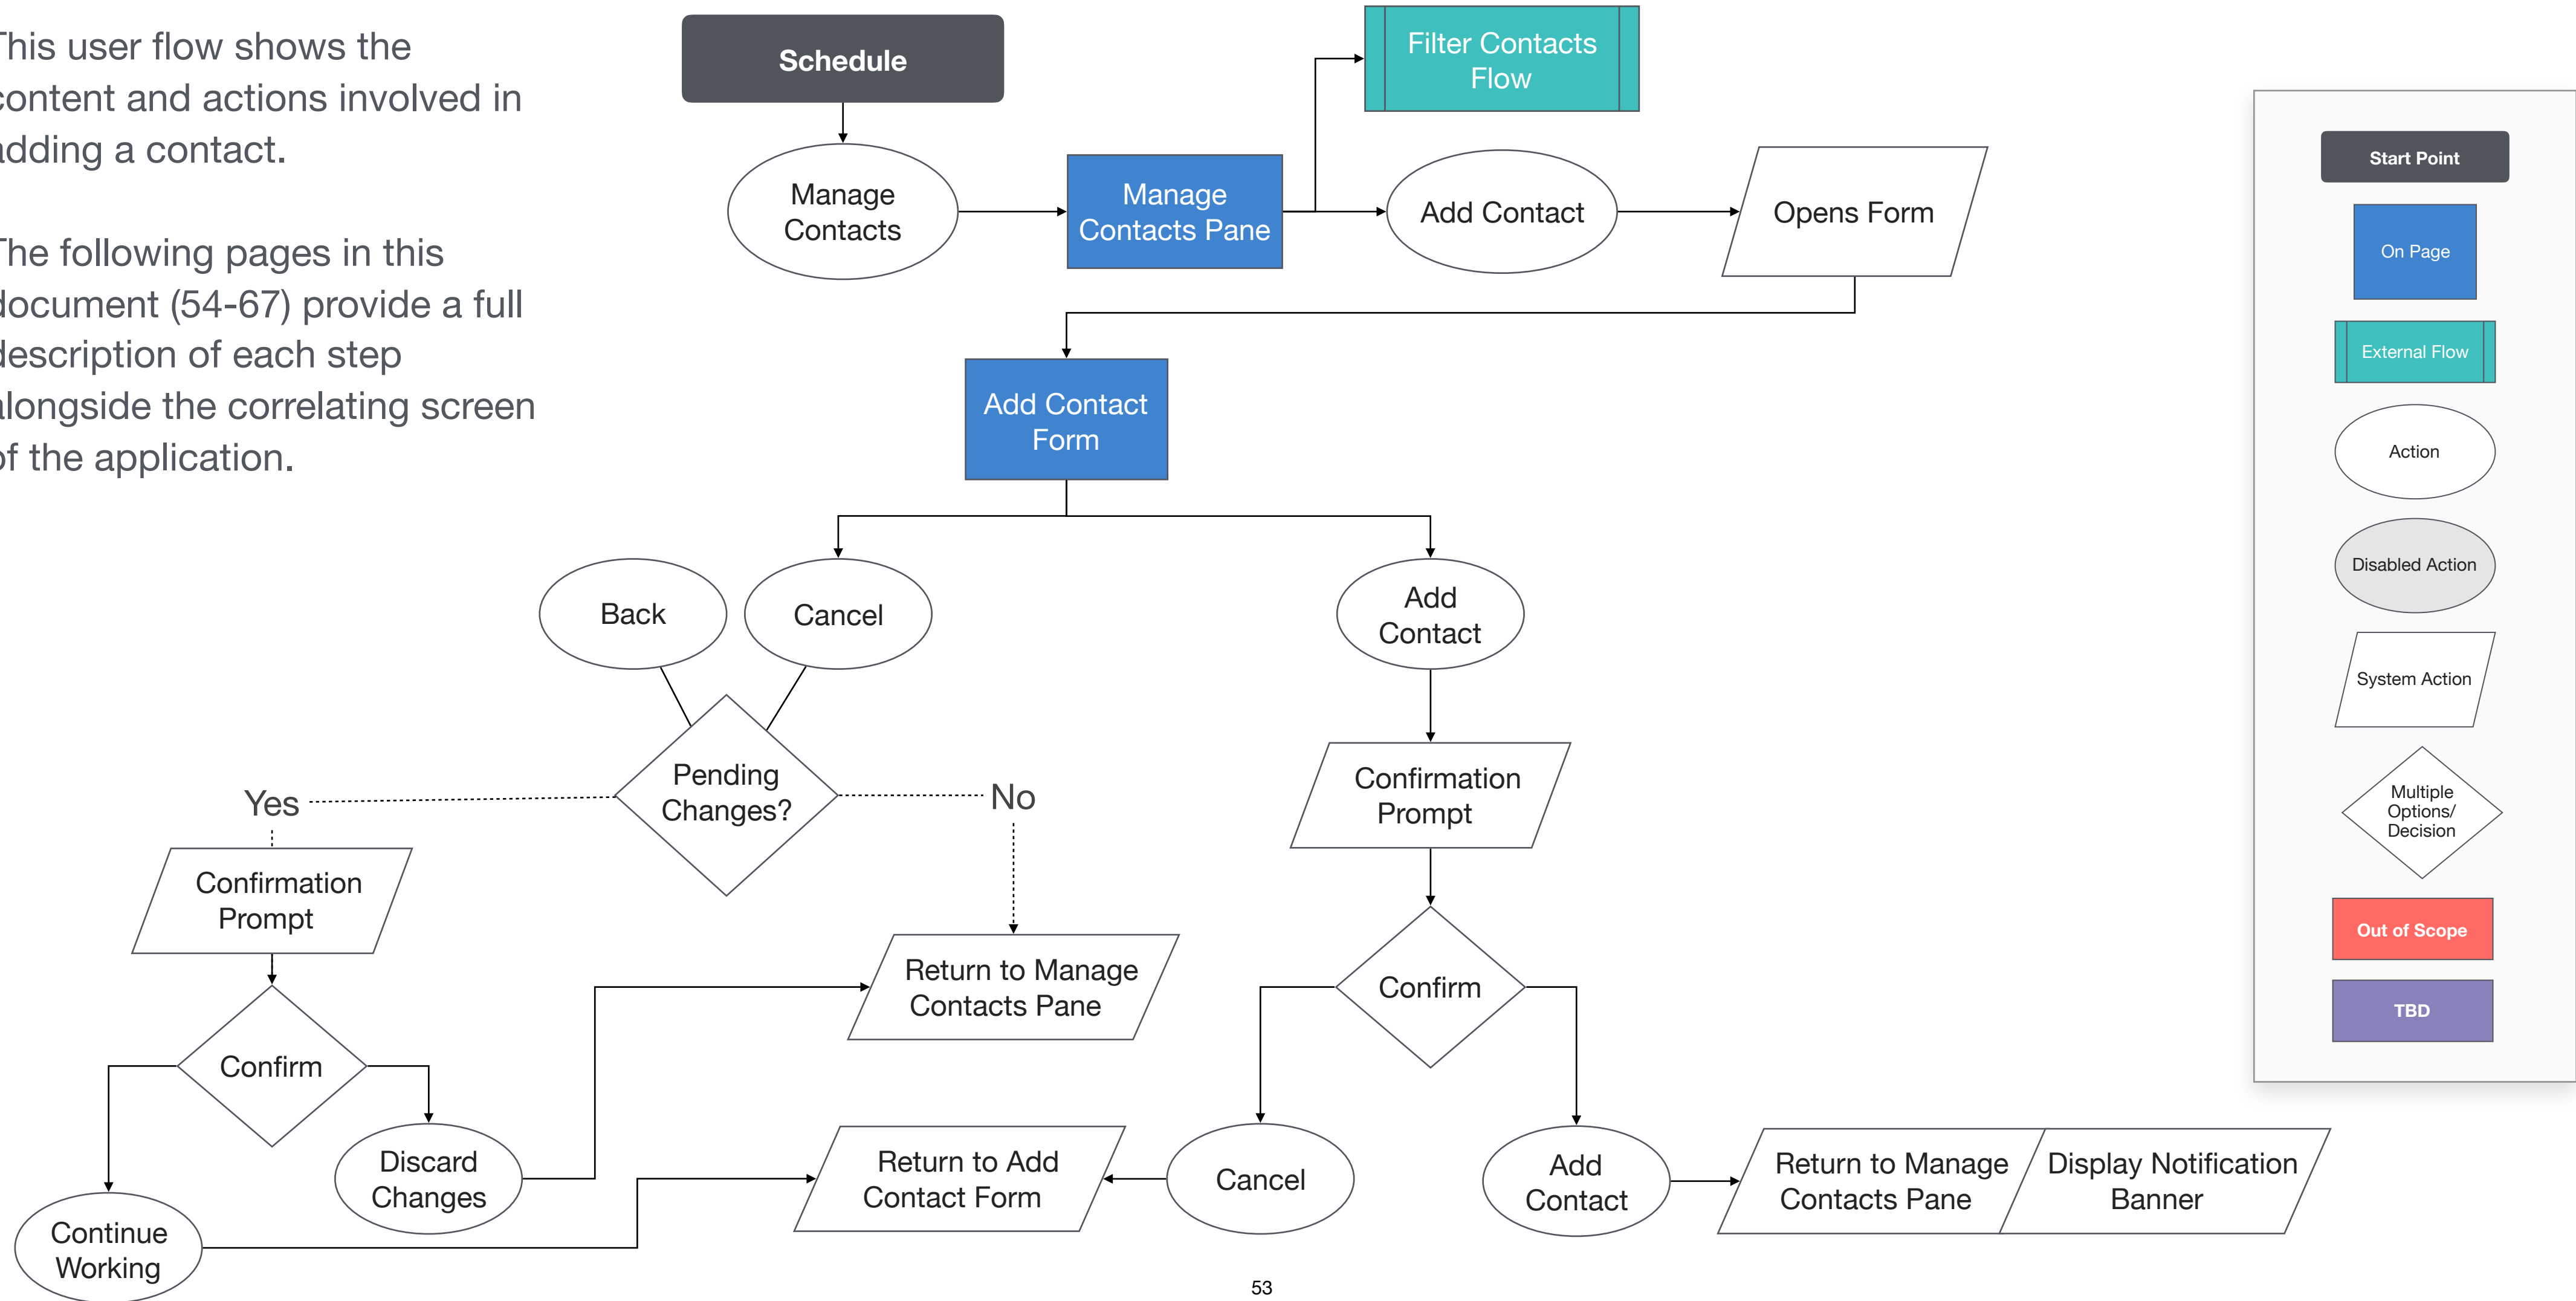 This user flow shows the
content and actions involved in
adding a contact.
The following pages in this
document (54-67) provide a full
description of each step
alongside the correlating screen
of the application.
Schedule
Filter Contacts
Flow
Manage
Contacts
Manage
Contacts Pane
Add Contact
Opens Form
Add Contact
Form
Back
Cancel
Add
Contact
Pending
Changes?
Yes
No
Confirmation
Prompt
Confirmation
Prompt
Return to Manage
Contacts Pane
Confirm
Confirm
Discard
Changes
Continue
Working
Return to Add
Contact Form
Cancel
Add
Contact
Return to Manage
Contacts Pane
Display Notification
Banner
Start Point
On Page
External Flow
Action
Disabled Action
System Action
Multiple
Options/
Decision
Out of Scope
TBD
53